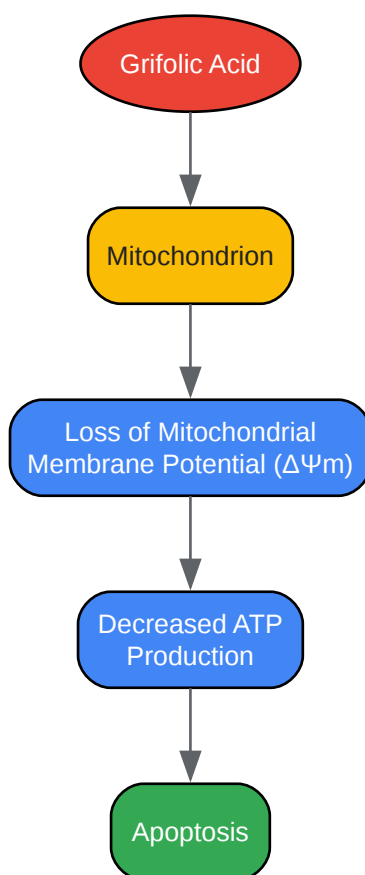 Grifolic Acid
Mitochondrion
Loss of Mitochondrial
Membrane Potential (ΔΨm)
Decreased ATP
Production
Apoptosis